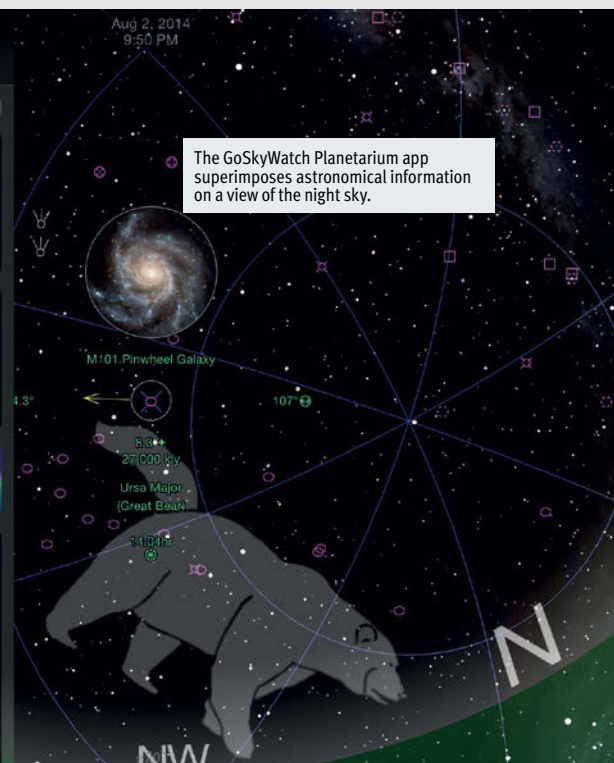 Aug 2, 2014
9:50 PM
The GoSkyWatch Planetarium app
superimposes astronomical information
on a view of the night sky.
M101.Pinwheel Galaxy
4.3°
107°
8.3
27 000 kly
Ursa Major
(Great Bear)
14.04hr
N
NW